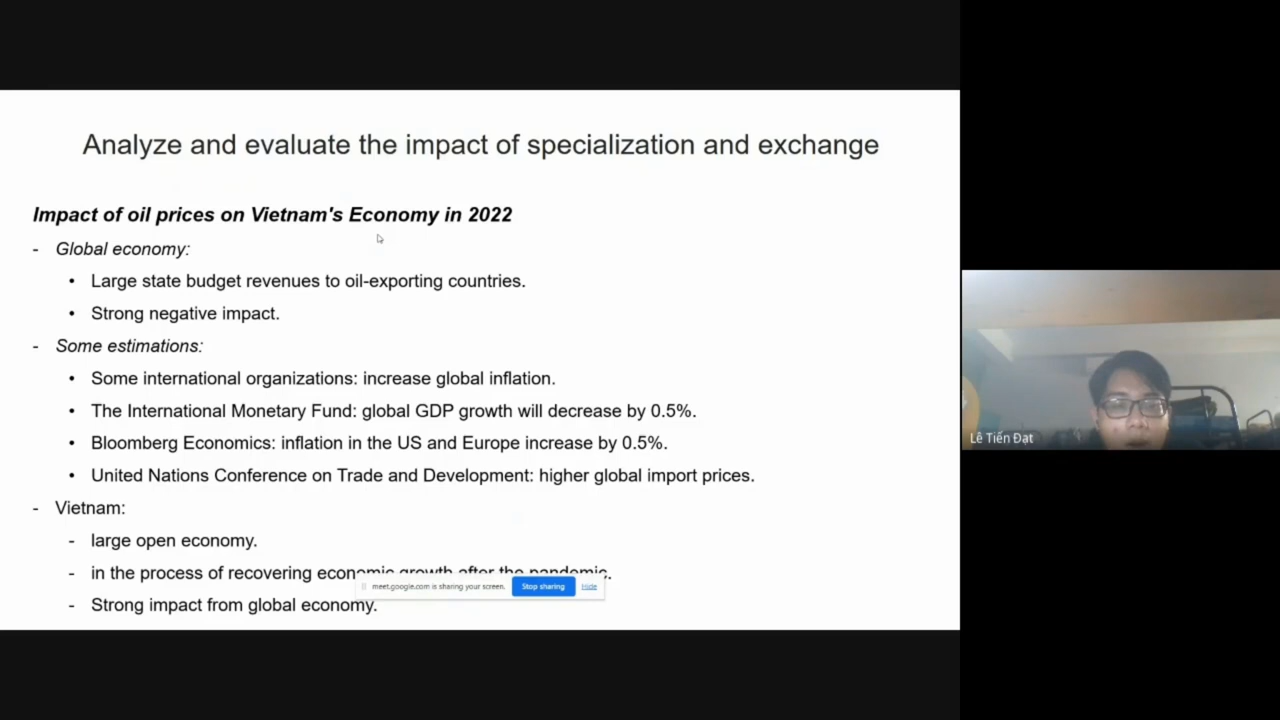 Analyze and evaluate the impact of specialization and exchange
Impact of oil prices on Vietnam's Economy in 2022
- Global economy:
• Large state budget revenues to oil-exporting countries.
• Strong negative impact.
- Some estimations:
• Some international organizations: increase global inflation.
• The International Monetary Fund: global GDP growth will decrease by 0.5%.
• Bloomberg Economics: inflation in the US and Europe increase by 0.5%.
• United Nations Conference on Trade and Development: higher global import prices.
- Vietnam:
- large open economy.
- in the process of recovering economic growth after the pandemic.
meet.google.com is sharing your screen. Stop sharing Hide
- Strong impact from global economy.
Lê Tiến Đạt